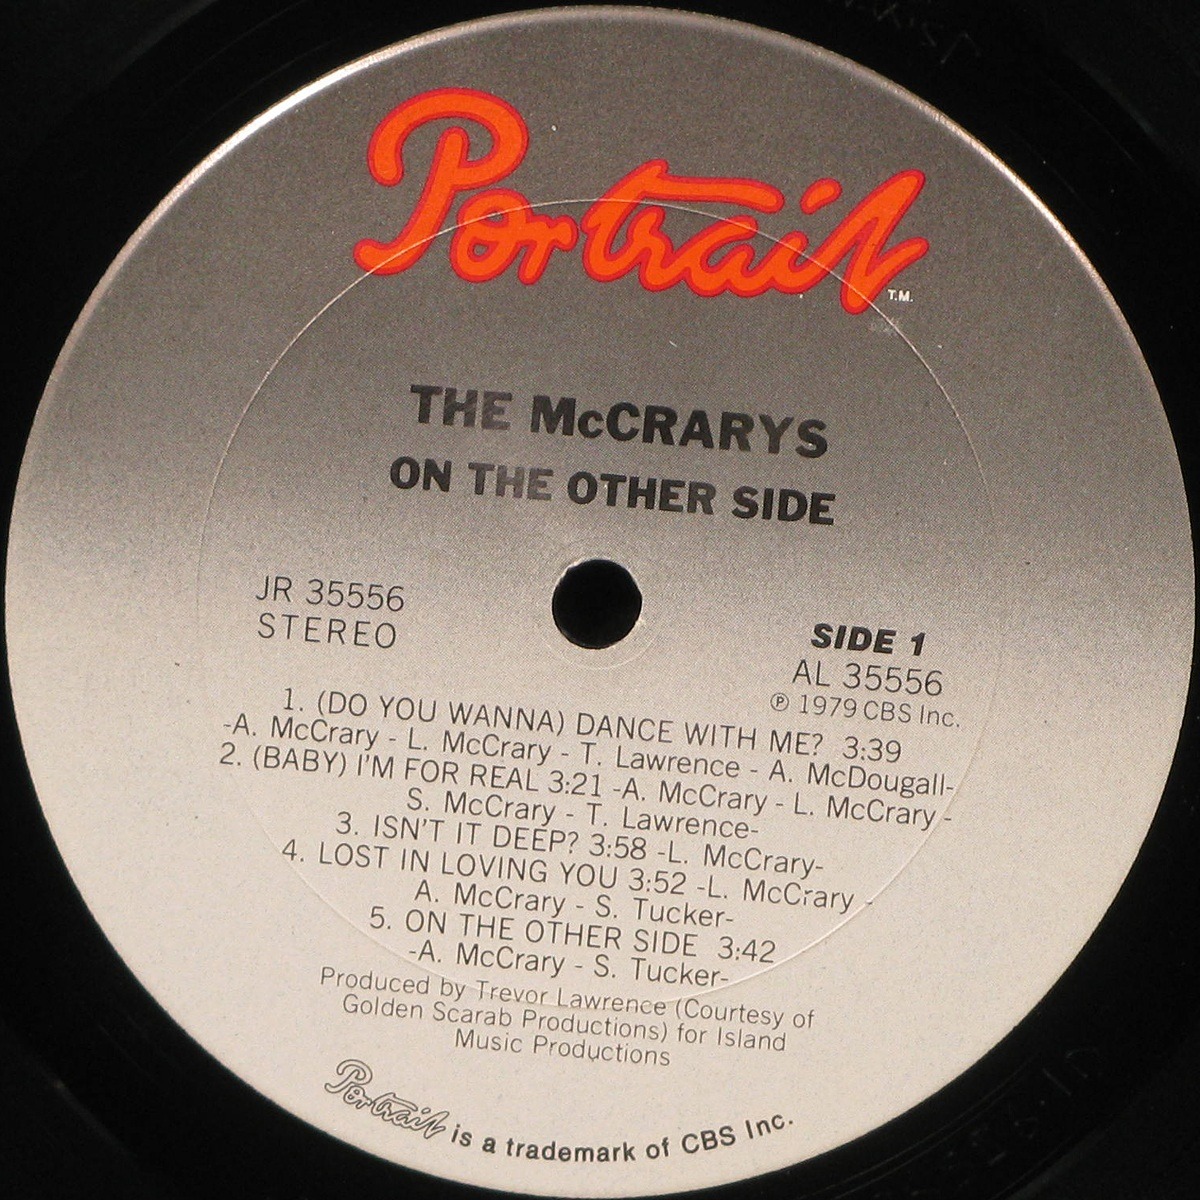 Portrait
T.M.
THE McCRARYS
ON THE OTHER SIDE
JR 35556
STEREO
SIDE 1
AL 35556
℗ 1979 CBS Inc.
1. (DO YOU WANNA) DANCE WITH ME? 3:39
-A. McCrary - L. McCrary - T. Lawrence - A. McDougall-
2. (BABY) I'M FOR REAL 3:21 -A. McCrary - L. McCrary -
S. McCrary - T. Lawrence-
3. ISN'T IT DEEP? 3:58 -L. McCrary-
4. LOST IN LOVING YOU 3:52 -L. McCrary -
A. McCrary - S. Tucker-
5. ON THE OTHER SIDE 3:42
-A. McCrary - S. Tucker-
Produced by Trevor Lawrence (Courtesy of
Golden Scarab Productions) for Island
Music Productions
Portrait is a trademark of CBS Inc.